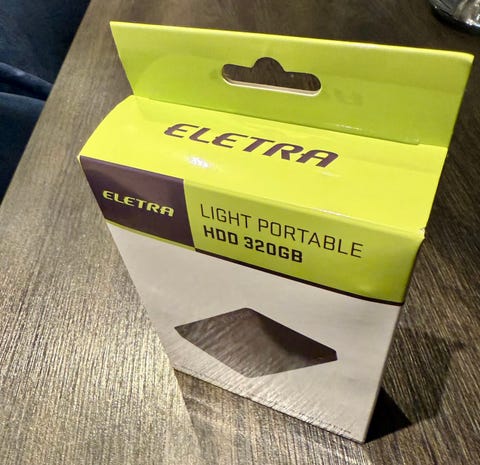 ELETRA
ELETRA
LIGHT PORTABLE
HDD 320GB